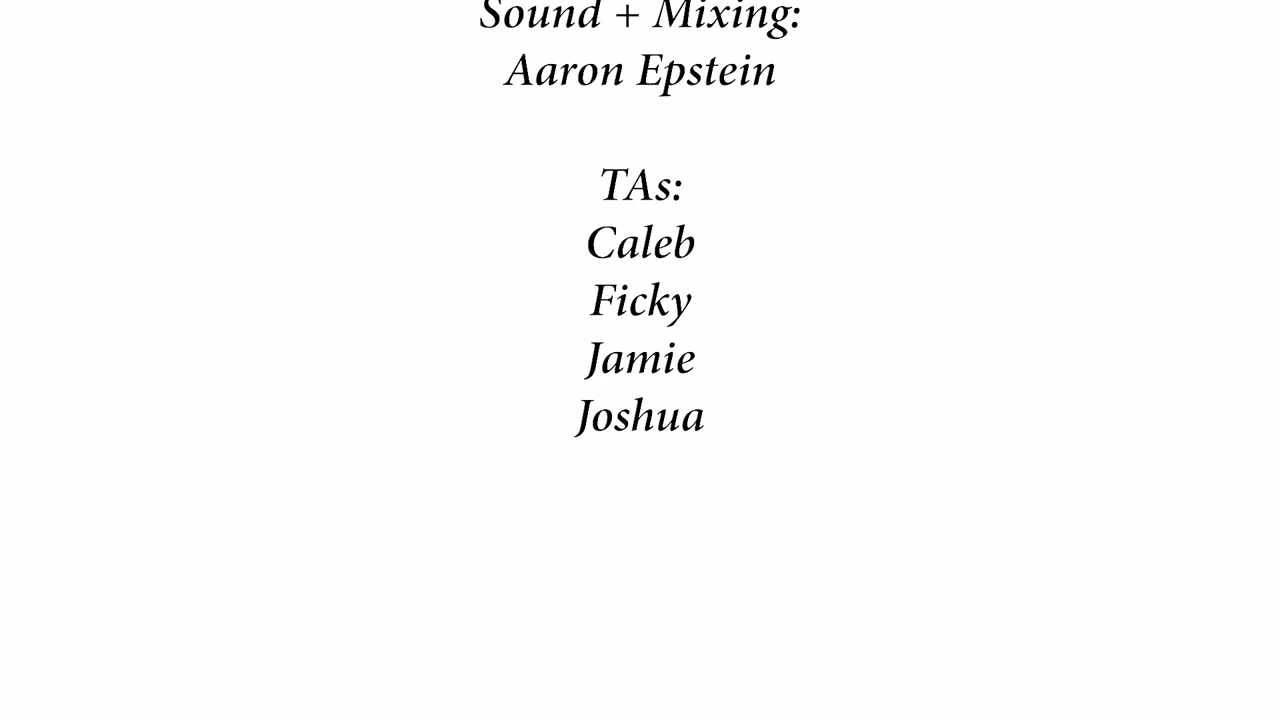 Sound + Mixing:
Aaron Epstein
TAs:
Caleb
Ficky
Jamie
Joshua